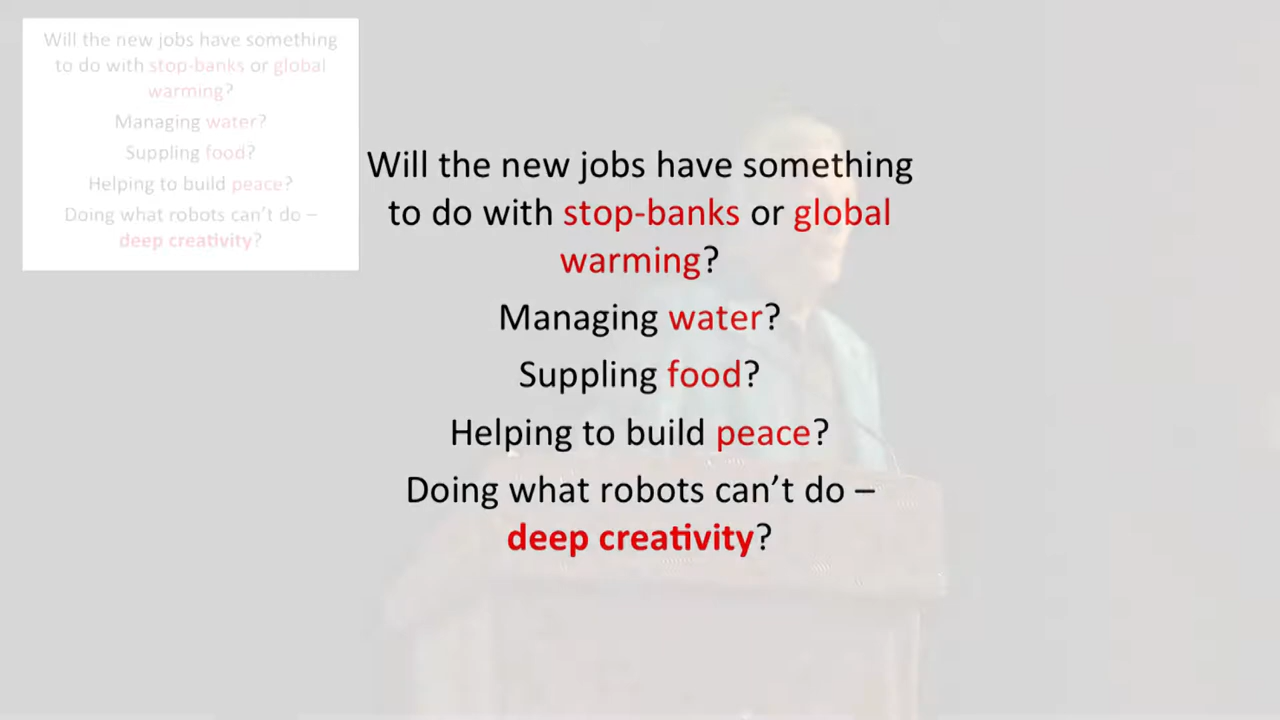 Will the new jobs have something
to do with stop-banks or global
warming?
Managing water?
Suppling food?
Helping to build peace?
Doing what robots can't do –
deep creativity?
Will the new jobs have something
to do with stop-banks or global
warming?
Managing water?
Suppling food?
Helping to build peace?
Doing what robots can’t do –
deep creativity?